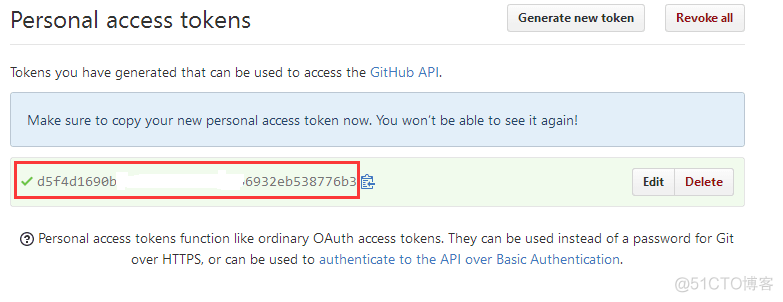 Personal access tokens
Generate new token
Revoke all
Tokens you have generated that can be used to access the GitHub API.
Make sure to copy your new personal access token now. You won't be able to see it again!
d5f4d1690b 6932eb538776b3
Edit
Delete
Personal access tokens function like ordinary OAuth access tokens. They can be used instead of a password for Git
over HTTPS, or can be used to authenticate to the API over Basic Authentication.
@51CTO博客